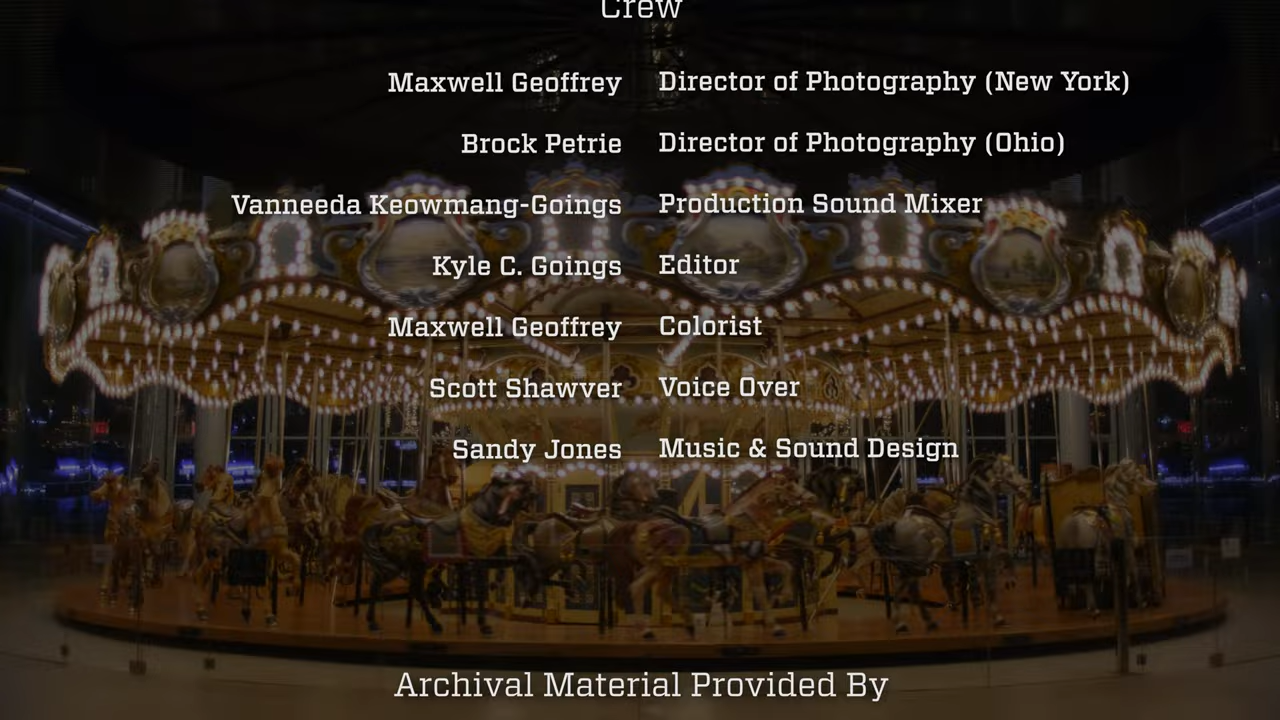 Crew
Maxwell Geoffrey Director of Photography (New York)
Brock Petrie Director of Photography (Ohio)
Vanneeda Keowmang-Goings Production Sound Mixer
Kyle C. Goings Editor
Maxwell Geoffrey Colorist
Scott Shawver Voice Over
Sandy Jones Music & Sound Design
Archival Material Provided By